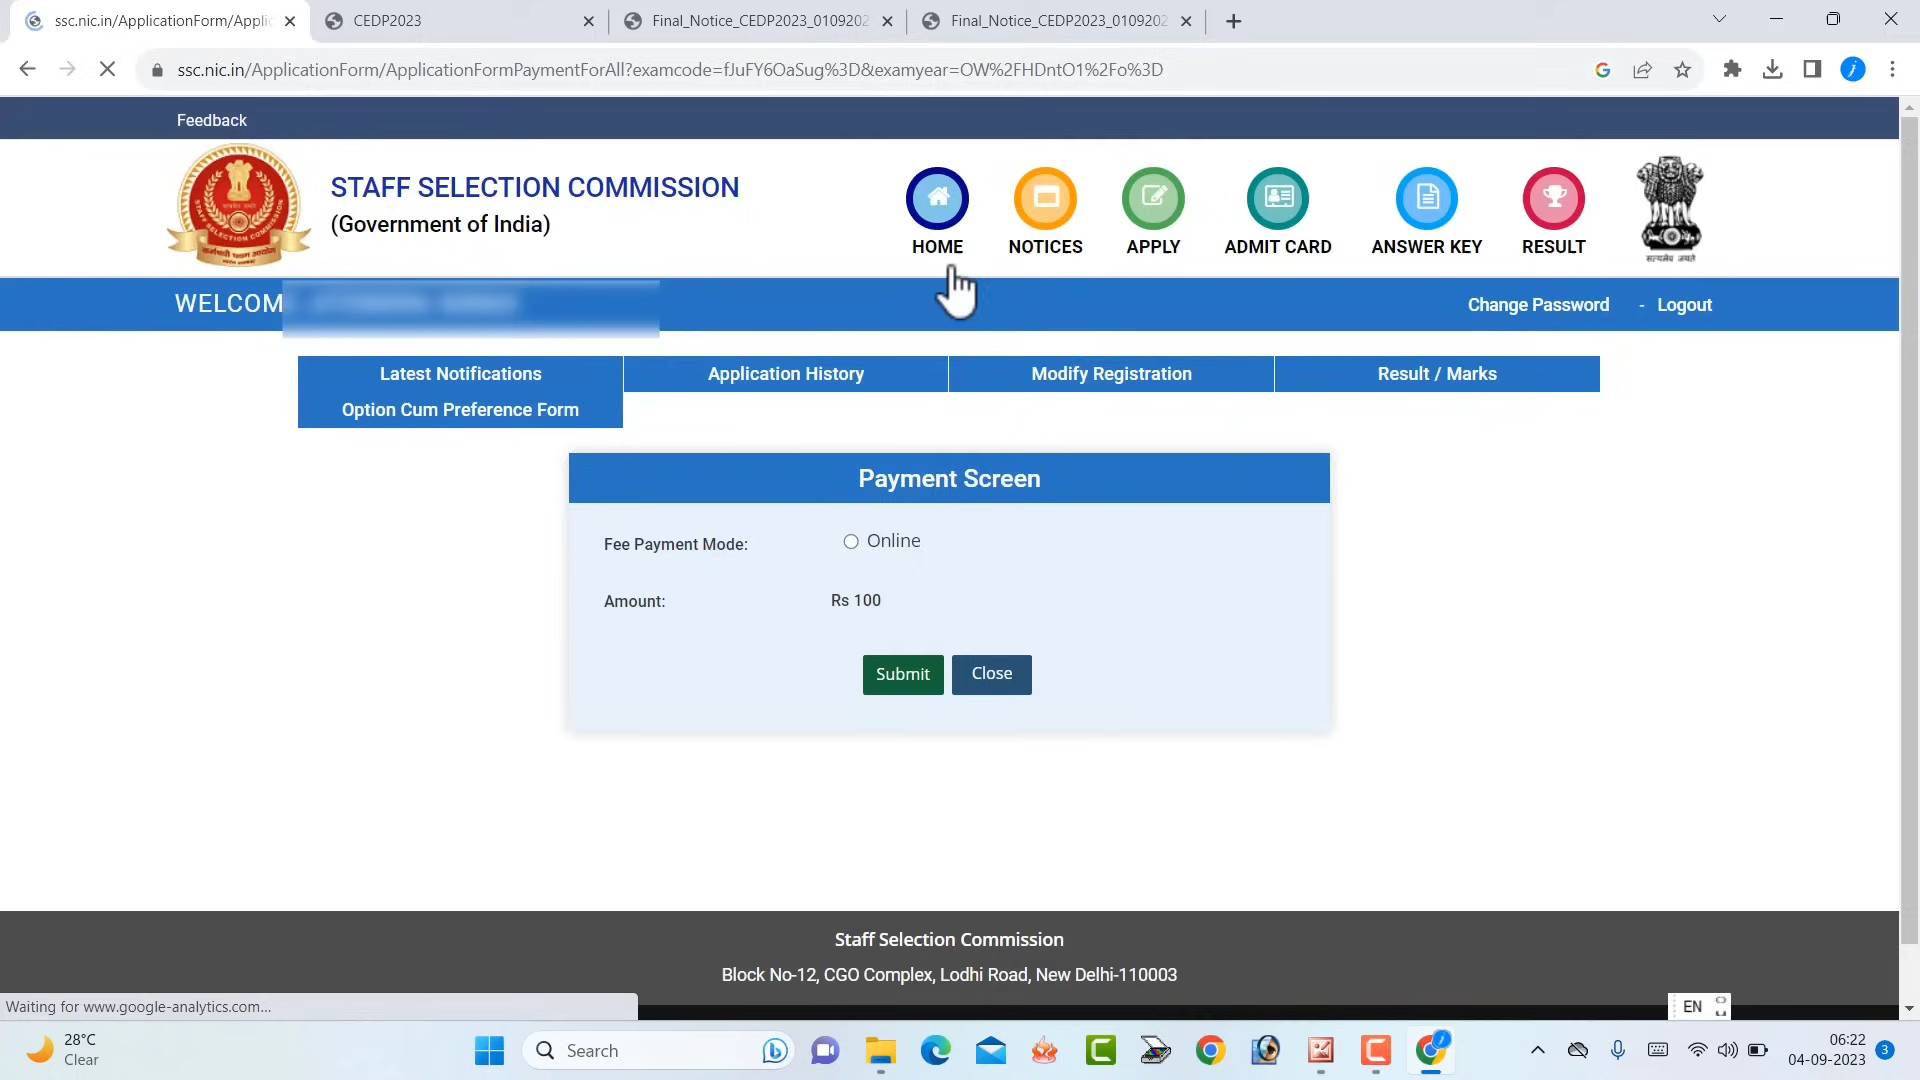 ssc.nic.in/ApplicationForm/Applic
CEDP2023
Final_Notice_CEDP2023_0109202
Final_Notice_CEDP2023_0109202
ssc.nic.in/ApplicationForm/ApplicationFormPaymentForAll?examcode=fJuFY6OaSug%3D&examyear=OW%2FHDntO1%2Fo%3D
Feedback
STAFF SELECTION COMMISSION
(Government of India)
HOME
NOTICES
APPLY
ADMIT CARD
ANSWER KEY
RESULT
सत्यमेव जयते
WELCOM
Change Password - Logout
Latest Notifications
Application History
Modify Registration
Result / Marks
Option Cum Preference Form
Payment Screen
Fee Payment Mode: Online
Amount: Rs 100
Submit Close
Staff Selection Commission
Block No-12, CGO Complex, Lodhi Road, New Delhi-110003
Waiting for www.google-analytics.com...
EN
28°C
Clear
Search
06:22
04-09-2023
3